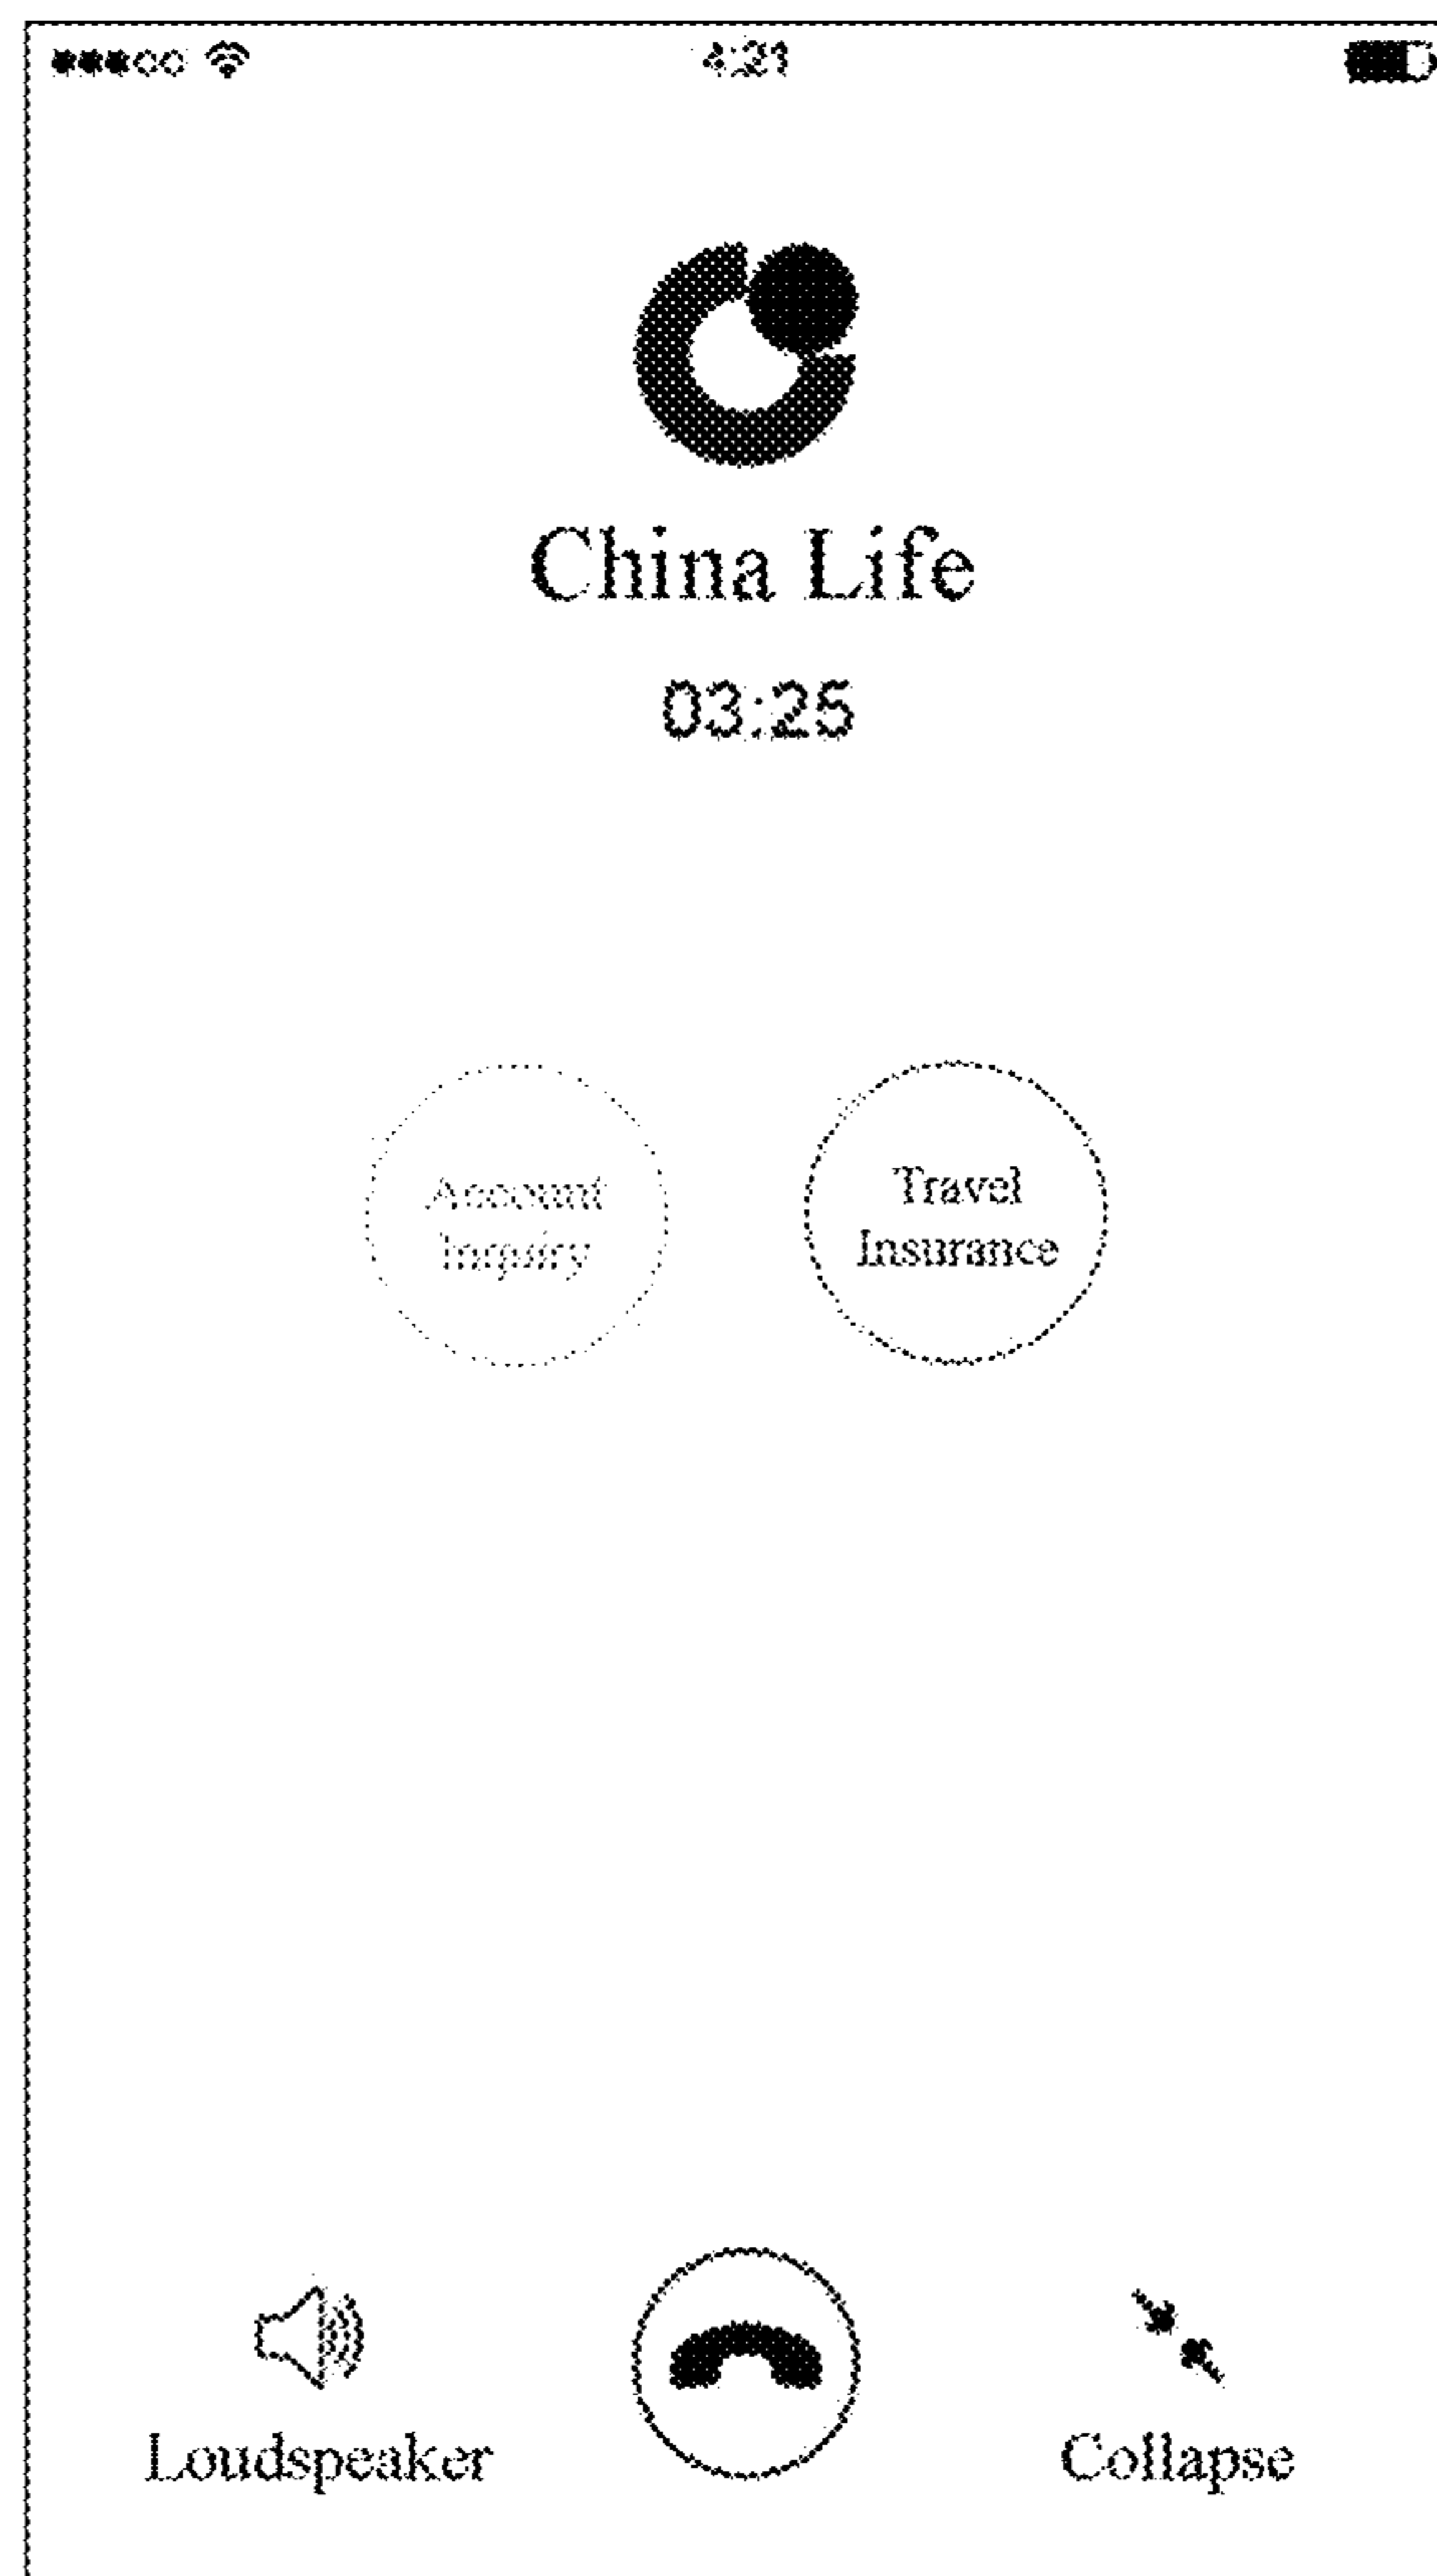 4:21
China Life
03:25
Account
Inquiry
Travel
Insurance
Loudspeaker
Collapse